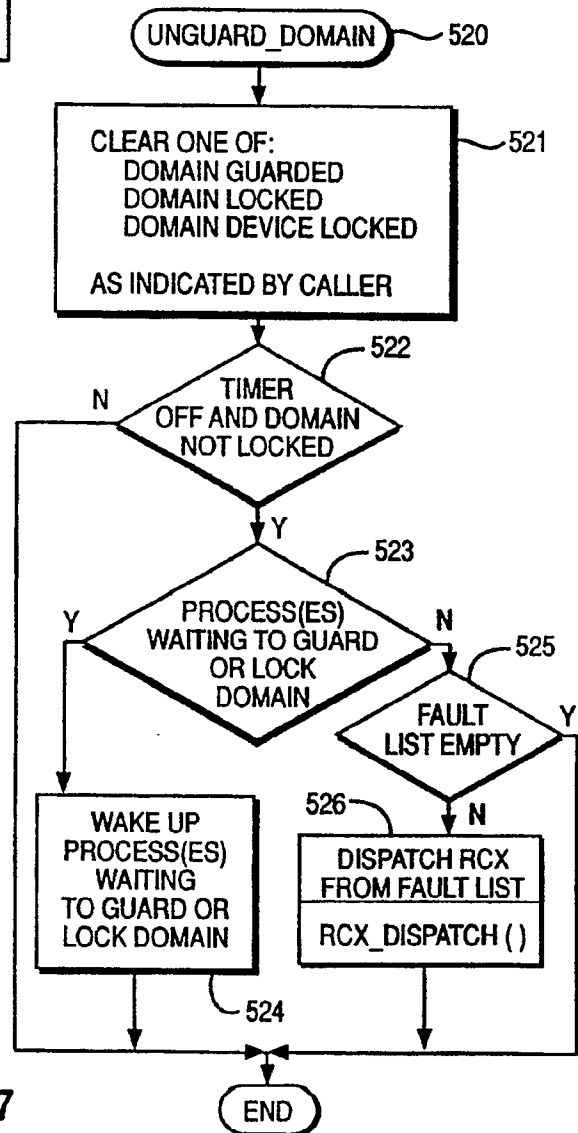 UNGUARD_DOMAIN
520
CLEAR ONE OF:
DOMAIN GUARDED
DOMAIN LOCKED
DOMAIN DEVICE LOCKED
AS INDICATED BY CALLER
521
522
TIMER
OFF AND DOMAIN
NOT LOCKED
N
Y
523
PROCESS(ES)
WAITING TO GUARD
OR LOCK
DOMAIN
Y
N
525
FAULT
LIST EMPTY
Y
N
WAKE UP
PROCESS(ES)
WAITING
TO GUARD OR
LOCK DOMAIN
524
526
DISPATCH RCX
FROM FAULT LIST
RCX_DISPATCH ( )
END
7